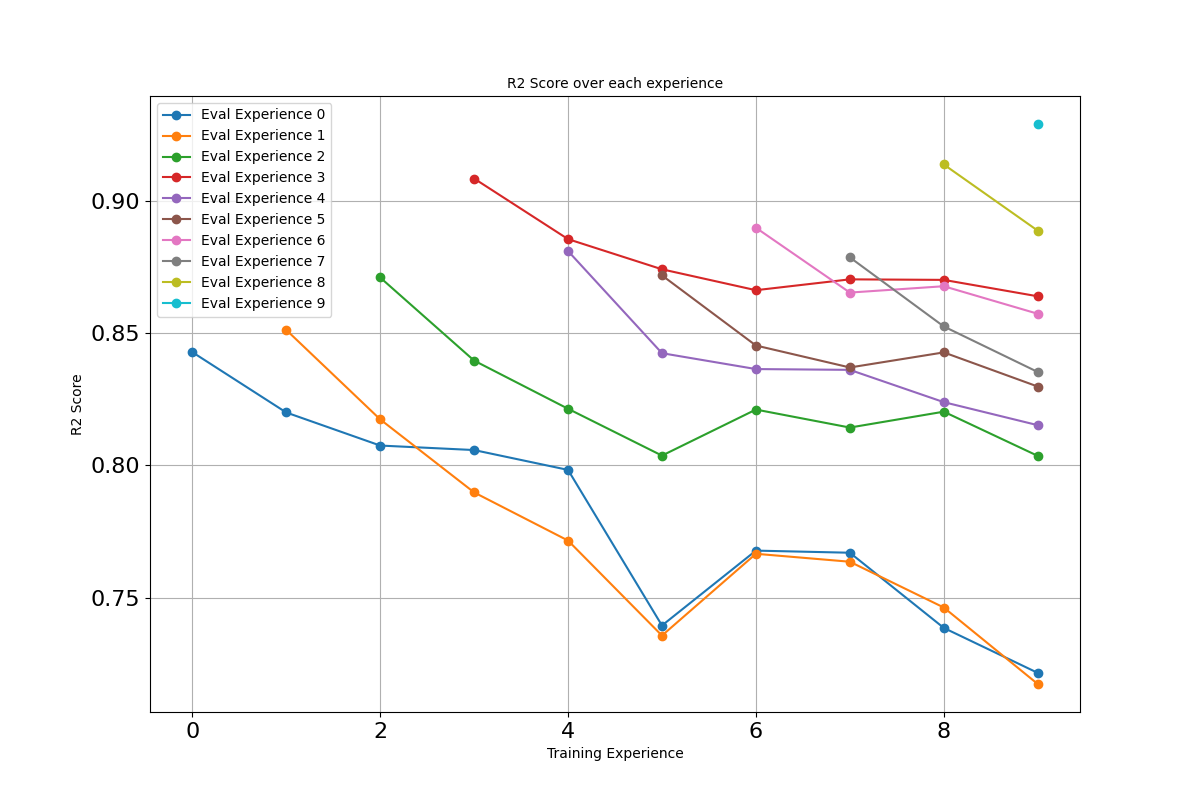 R2 Score over each experience
Eval Experience 0
Eval Experience 1
Eval Experience 2
Eval Experience 3
Eval Experience 4
Eval Experience 5
Eval Experience 6
Eval Experience 7
Eval Experience 8
Eval Experience 9
0.90
0.85
0.80
0.75
R2 Score
0 2 4 6 8
Training Experience